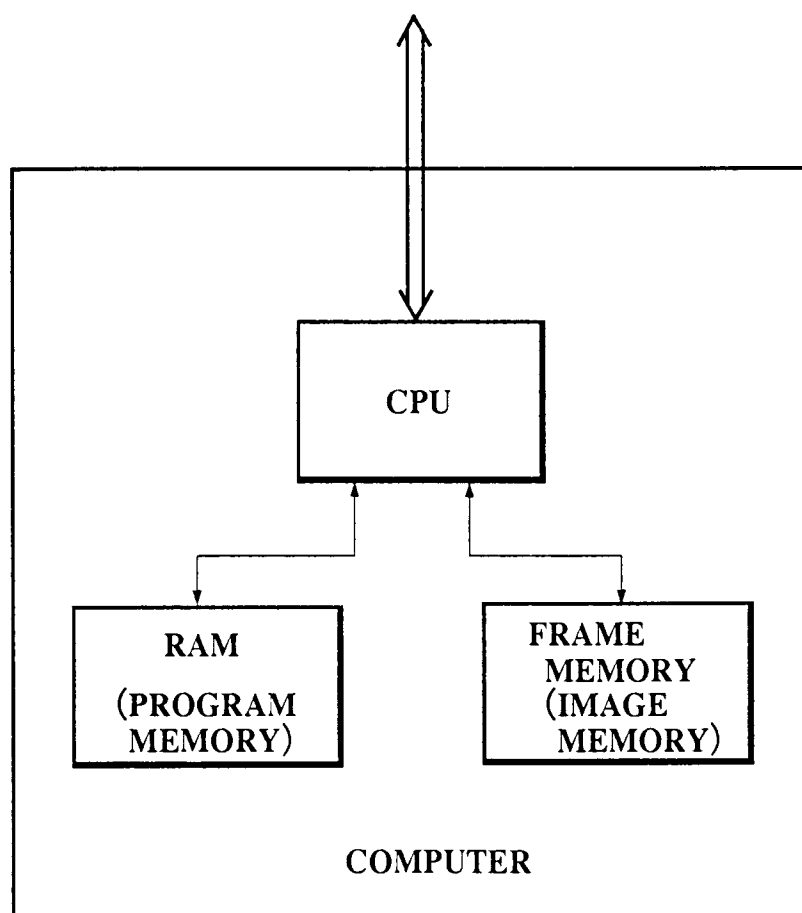 CPU
RAM
(PROGRAM
MEMORY)
FRAME
MEMORY
(IMAGE
MEMORY)
COMPUTER